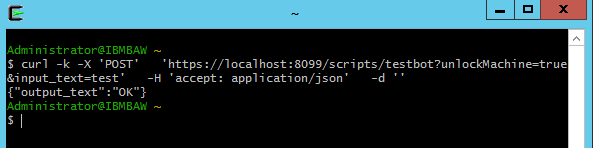 ~
Administrator@IBMBAW ~
$ curl -k -X 'POST'   'https://localhost:8099/scripts/testbot?unlockMachine=true
&input_text=test'   -H 'accept: application/json'   -d ''
{"output_text":"OK"}
Administrator@IBMBAW ~
$